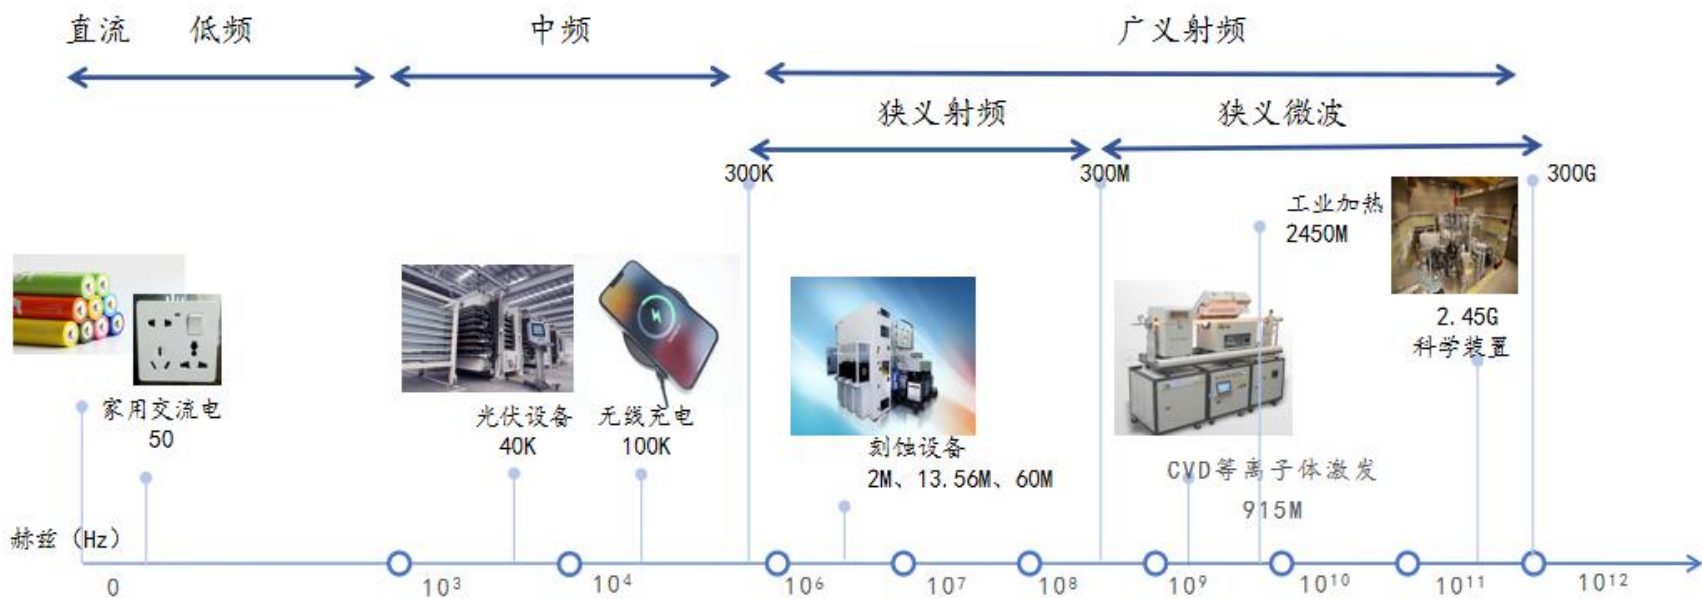 直流
低频
中频
广义射频
狭义射频
狭义微波
300K
300M
300G
工业加热
2450M
2.45G
科学装置
家用交流电
50
光伏设备
40K
无线充电
100K
刻蚀设备
2M、13.56M、60M
CVD等离子体激发
915M
赫兹（Hz）
0
10³
10⁴
10⁶
10⁷
10⁸
10⁹
10¹⁰
10¹¹
10¹²